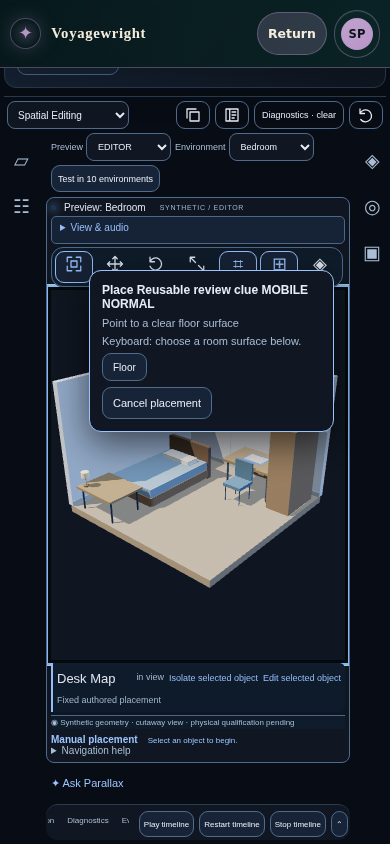 Voyagewright
Return
SP
Spatial Editing
Diagnostics · clear
Preview
EDITOR
Environment
Bedroom
Test in 10 environments
Preview: Bedroom
SYNTHETIC / EDITOR
View & audio
Place Reusable review clue MOBILE
NORMAL
Point to a clear floor surface
Keyboard: choose a room surface below.
Floor
Cancel placement
Desk Map
in view
Isolate selected object
Edit selected object
Fixed authored placement
Synthetic geometry · cutaway view · physical qualification pending
Manual placement
Select an object to begin.
Navigation help
Ask Parallax
Diagnostics
Play timeline
Restart timeline
Stop timeline